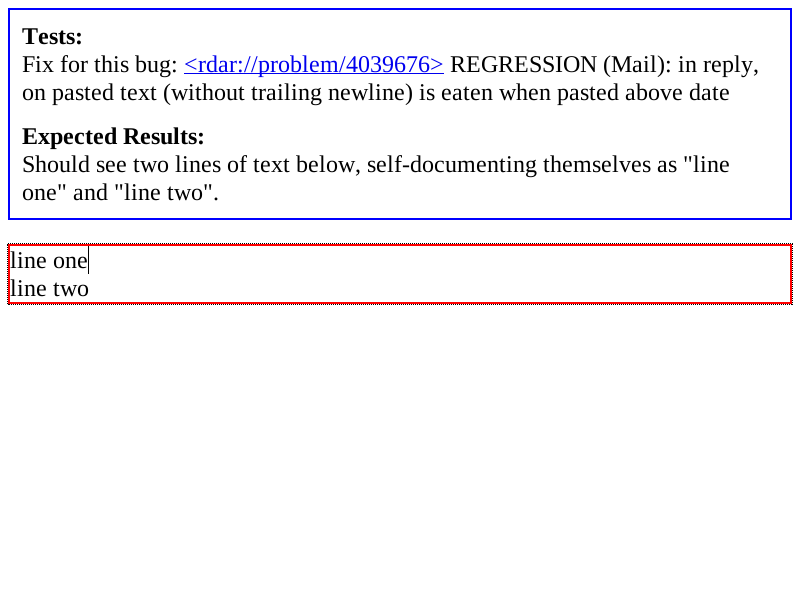 Tests:
Fix for this bug: <rdar://problem/4039676> REGRESSION (Mail): in reply,
on pasted text (without trailing newline) is eaten when pasted above date
Expected Results:
Should see two lines of text below, self-documenting themselves as "line
one" and "line two".
line one
line two